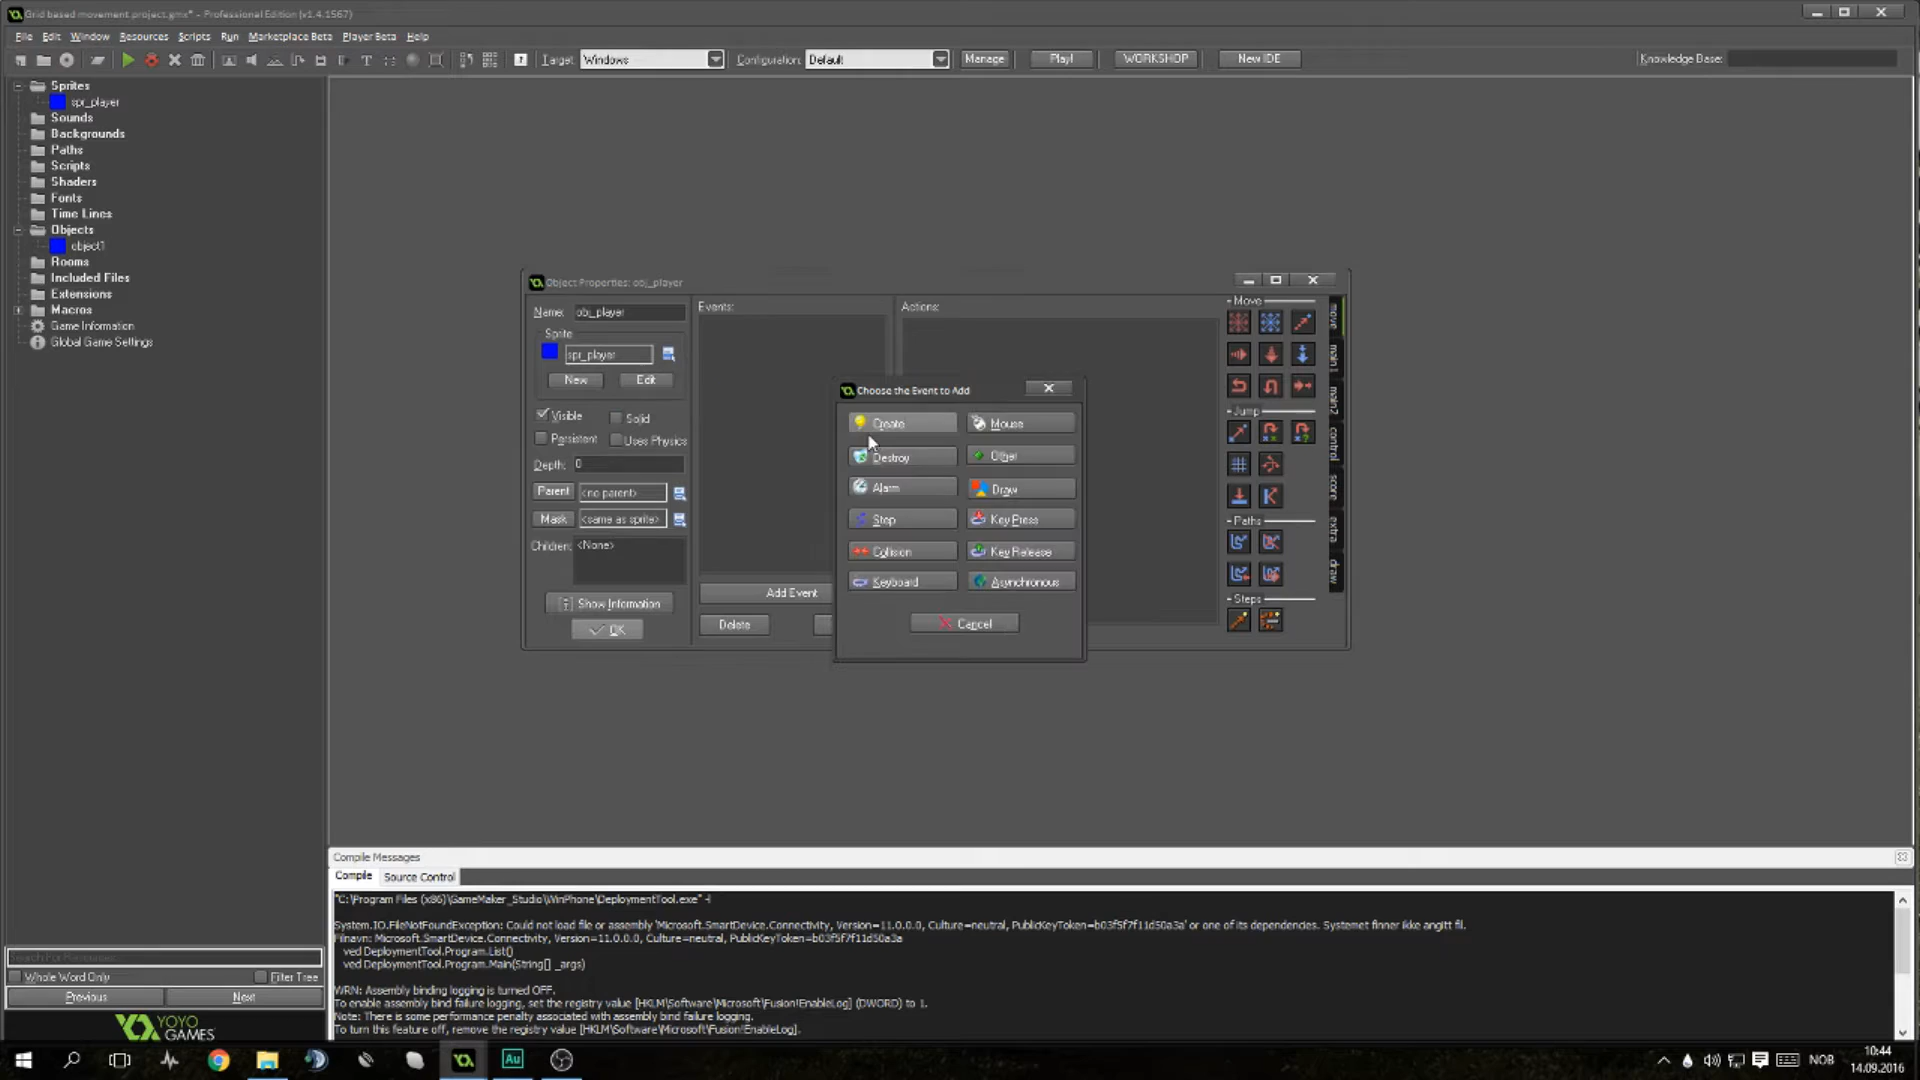 Grid based movement.project.gmx* - Professional Edition (v1.4.1567)
File Edit Window Resources Scripts Run Marketplace Beta Player Beta Help
Target: Windows Configuration: Default Manage Play! WORKSHOP New IDE Knowledge Base:
Sprites
spr_player
Sounds
Backgrounds
Paths
Scripts
Shaders
Fonts
Time Lines
Objects
object1
Rooms
Included Files
Extensions
Macros
Game Information
Global Game Settings
Object Properties: obj_player
Name: obj_player
Sprite
spr_player
New Edit
Visible Solid
Persistent Uses Physics
Depth: 0
Parent <no parent>
Mask <same as sprite>
Children: <None>
Show Information
OK
Events:
Add Event
Delete
Actions:
Choose the Event to Add
Create Mouse
Destroy Other
Alarm Draw
Step Key Press
Collision Key Release
Keyboard Asynchronous
Cancel
Move
Jump
Paths
Steps
move
main1
main2
control
score
extra
draw
Compile Messages
Compile Source Control
"C:\Program Files (x86)\GameMaker_Studio\WinPhone\DeploymentTool.exe" -l
System.IO.FileNotFoundException: Could not load file or assembly 'Microsoft.SmartDevice.Connectivity, Version=11.0.0.0, Culture=neutral, PublicKeyToken=b03f5f7f11d50a3a' or one of its dependencies. Systemet finner ikke angitt fil.
Filnavn: Microsoft.SmartDevice.Connectivity, Version=11.0.0.0, Culture=neutral, PublicKeyToken=b03f5f7f11d50a3a
ved DeploymentTool.Program.List()
ved DeploymentTool.Program.Main(String[] _args)
WRN: Assembly binding logging is turned OFF.
To enable assembly bind failure logging, set the registry value [HKLM\Software\Microsoft\Fusion!EnableLog] (DWORD) to 1.
Note: There is some performance penalty associated with assembly bind failure logging.
To turn this feature off, remove the registry value [HKLM\Software\Microsoft\Fusion!EnableLog].
Search For Resources
Whole Word Only Filter Tree
Previous Next
YOYO
GAMES
Au
NOB
10:44
14.09.2016